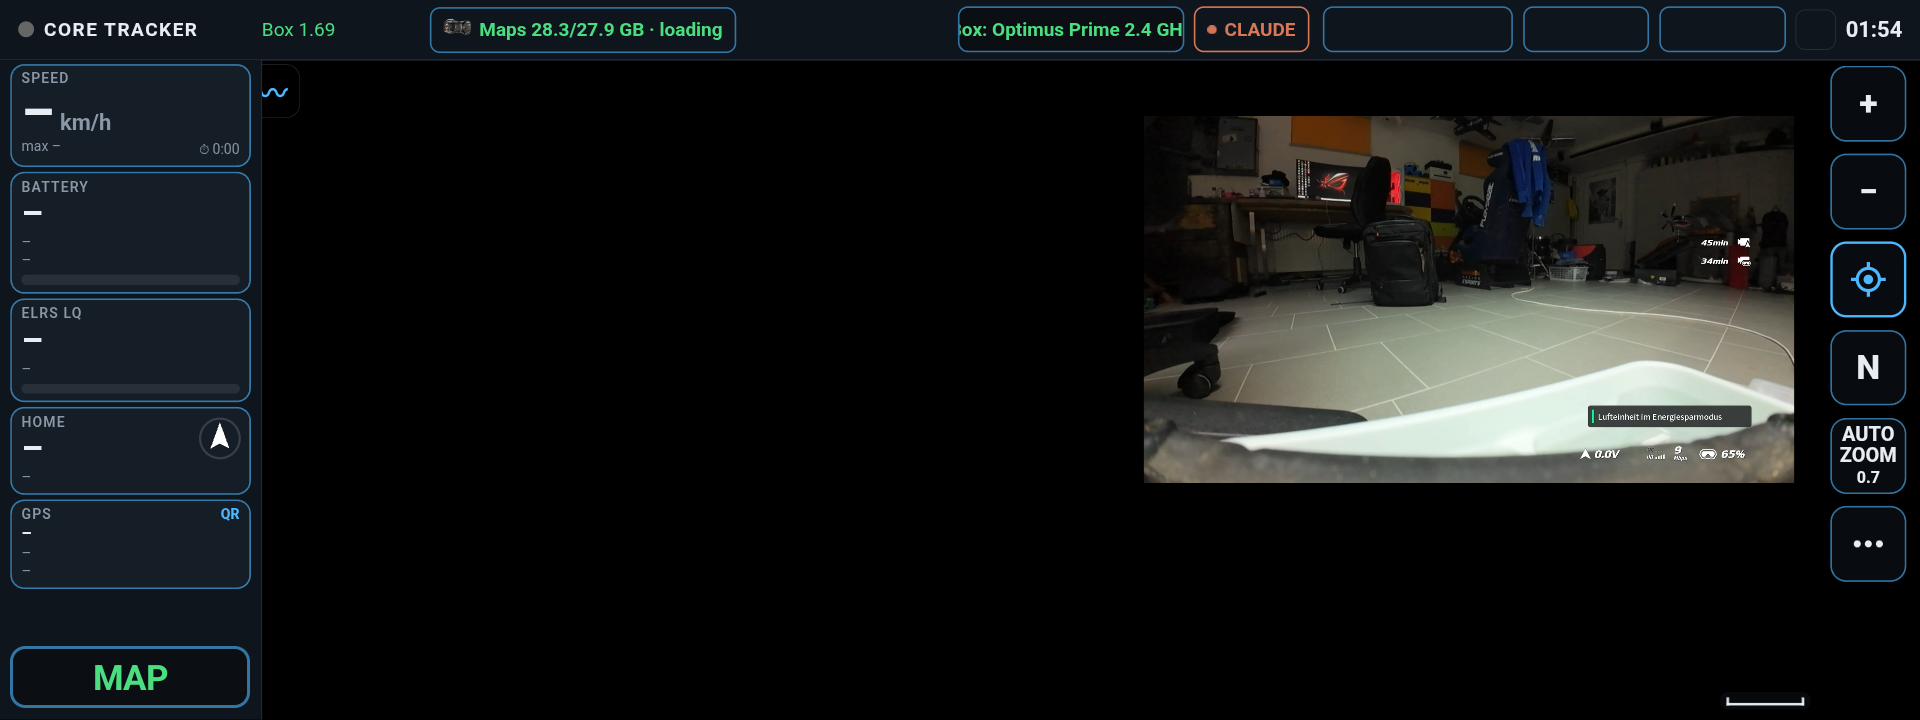 CORE TRACKER
Box 1.69
Maps 28.3/27.9 GB · loading
ox: Optimus Prime 2.4 GH
CLAUDE
01:54
SPEED
– km/h
max –
0:00
BATTERY
–
–
–
ELRS LQ
–
–
HOME
–
–
GPS
QR
–
–
–
MAP
+
−
N
AUTO
ZOOM
0.7
45min
34min
Lufteinheit im Energiesparmodus
0.0V
9
Mbps
65%